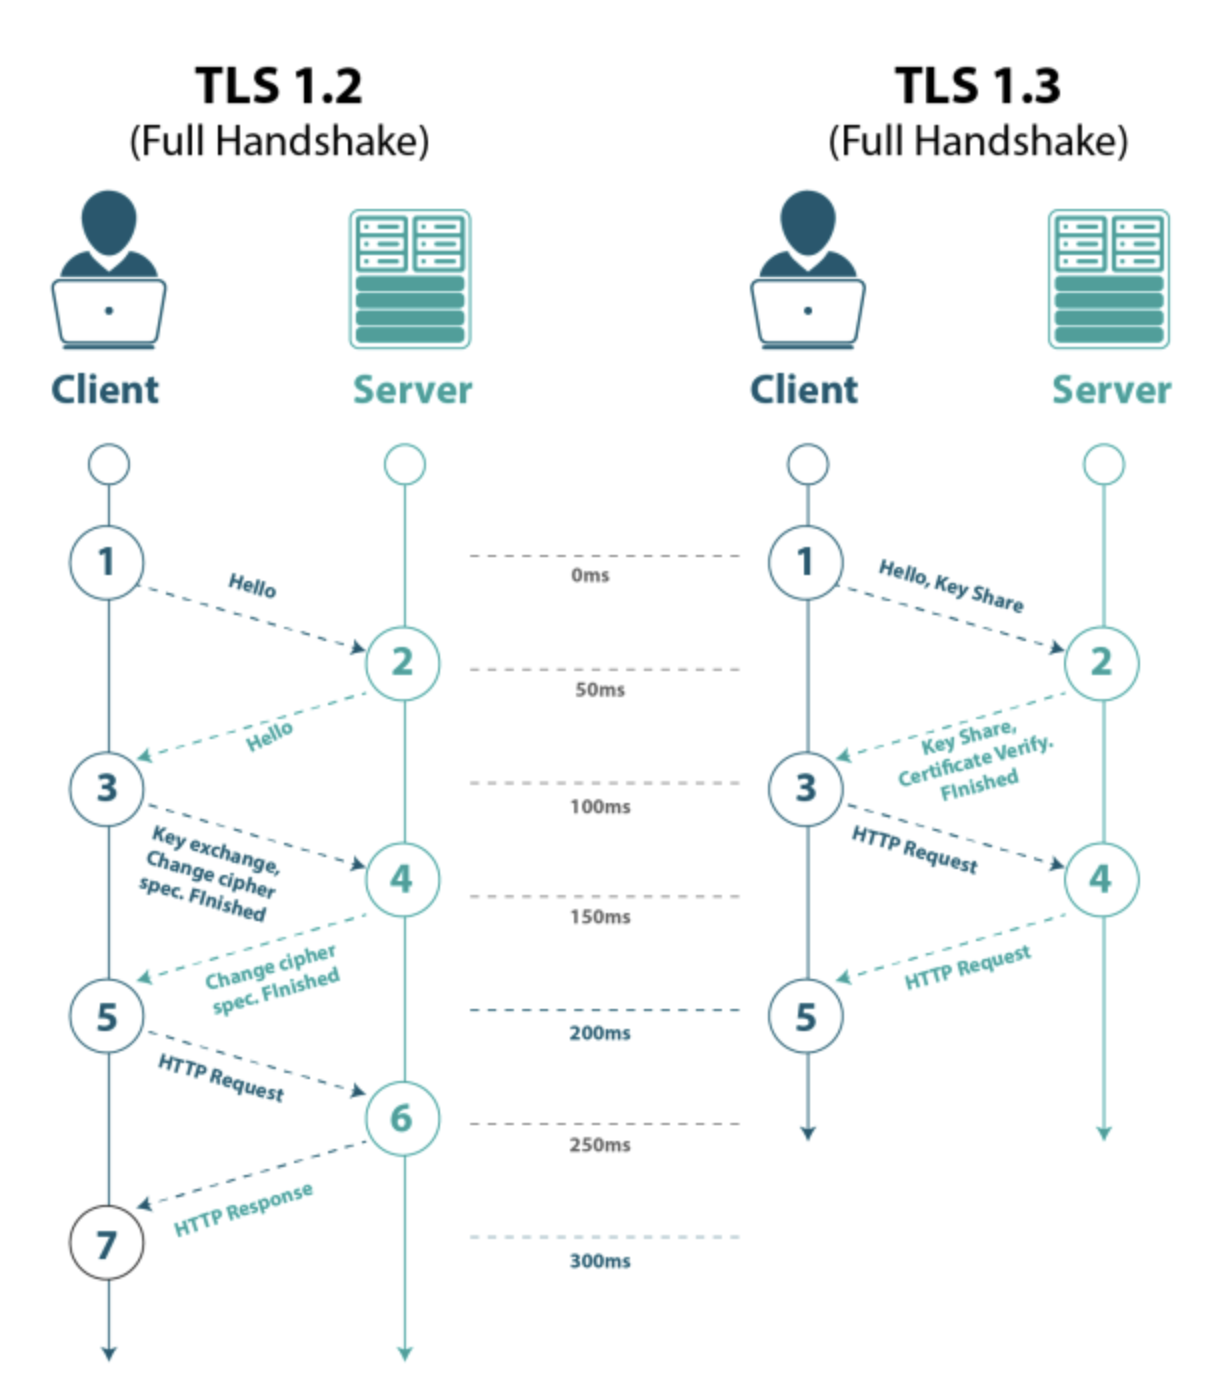 TLS 1.2
(Full Handshake)
Client
Server
1
Hello
2
Hello
3
Key exchange,
Change cipher
spec. FInished
4
Change cipher
spec. FInished
5
HTTP Request
6
HTTP Response
7
0ms
50ms
100ms
150ms
200ms
250ms
300ms
TLS 1.3
(Full Handshake)
Client
Server
1
Hello, Key Share
2
Key Share,
Certificate Verify.
FInished
3
HTTP Request
4
HTTP Request
5